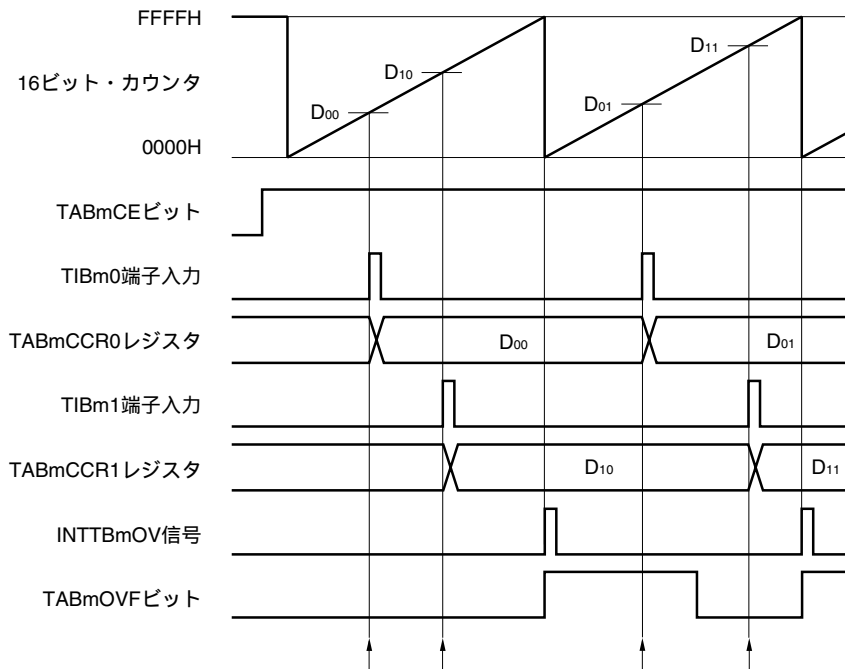 FFFFH
D11
D10
16ビット・カウンタ
D01
D00
0000H
TABmCEビット
TIBm0端子入力
TABmCCR0レジスタ
D00
D01
TIBm1端子入力
TABmCCR1レジスタ
D10
D11
INTTBmOV信号
TABmOVFビット